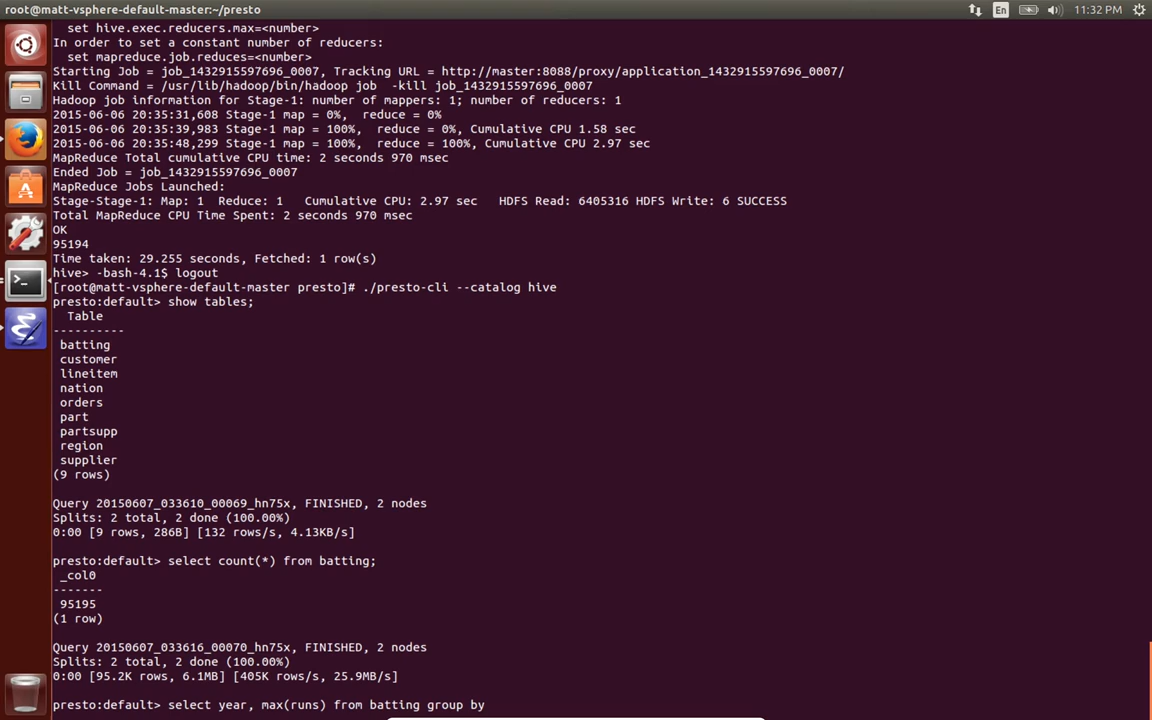 root@matt-vsphere-default-master:~/presto
En
11:32 PM
set hive.exec.reducers.max=<number>
In order to set a constant number of reducers:
set mapreduce.job.reduces=<number>
Starting Job = job_1432915597696_0007, Tracking URL = http://master:8088/proxy/application_1432915597696_0007/
Kill Command = /usr/lib/hadoop/bin/hadoop job  -kill job_1432915597696_0007
Hadoop job information for Stage-1: number of mappers: 1; number of reducers: 1
2015-06-06 20:35:31,608 Stage-1 map = 0%,  reduce = 0%
2015-06-06 20:35:39,983 Stage-1 map = 100%,  reduce = 0%, Cumulative CPU 1.58 sec
2015-06-06 20:35:48,299 Stage-1 map = 100%,  reduce = 100%, Cumulative CPU 2.97 sec
MapReduce Total cumulative CPU time: 2 seconds 970 msec
Ended Job = job_1432915597696_0007
MapReduce Jobs Launched:
Stage-Stage-1: Map: 1  Reduce: 1   Cumulative CPU: 2.97 sec   HDFS Read: 6405316 HDFS Write: 6 SUCCESS
Total MapReduce CPU Time Spent: 2 seconds 970 msec
OK
95194
Time taken: 29.255 seconds, Fetched: 1 row(s)
hive> -bash-4.1$ logout
[root@matt-vsphere-default-master presto]# ./presto-cli --catalog hive
presto:default> show tables;
Table
----------
batting
customer
lineitem
nation
orders
part
partsupp
region
supplier
(9 rows)
Query 20150607_033610_00069_hn75x, FINISHED, 2 nodes
Splits: 2 total, 2 done (100.00%)
0:00 [9 rows, 286B] [132 rows/s, 4.13KB/s]
presto:default> select count(*) from batting;
_col0
-------
95195
(1 row)
Query 20150607_033616_00070_hn75x, FINISHED, 2 nodes
Splits: 2 total, 2 done (100.00%)
0:00 [95.2K rows, 6.1MB] [405K rows/s, 25.9MB/s]
presto:default> select year, max(runs) from batting group by